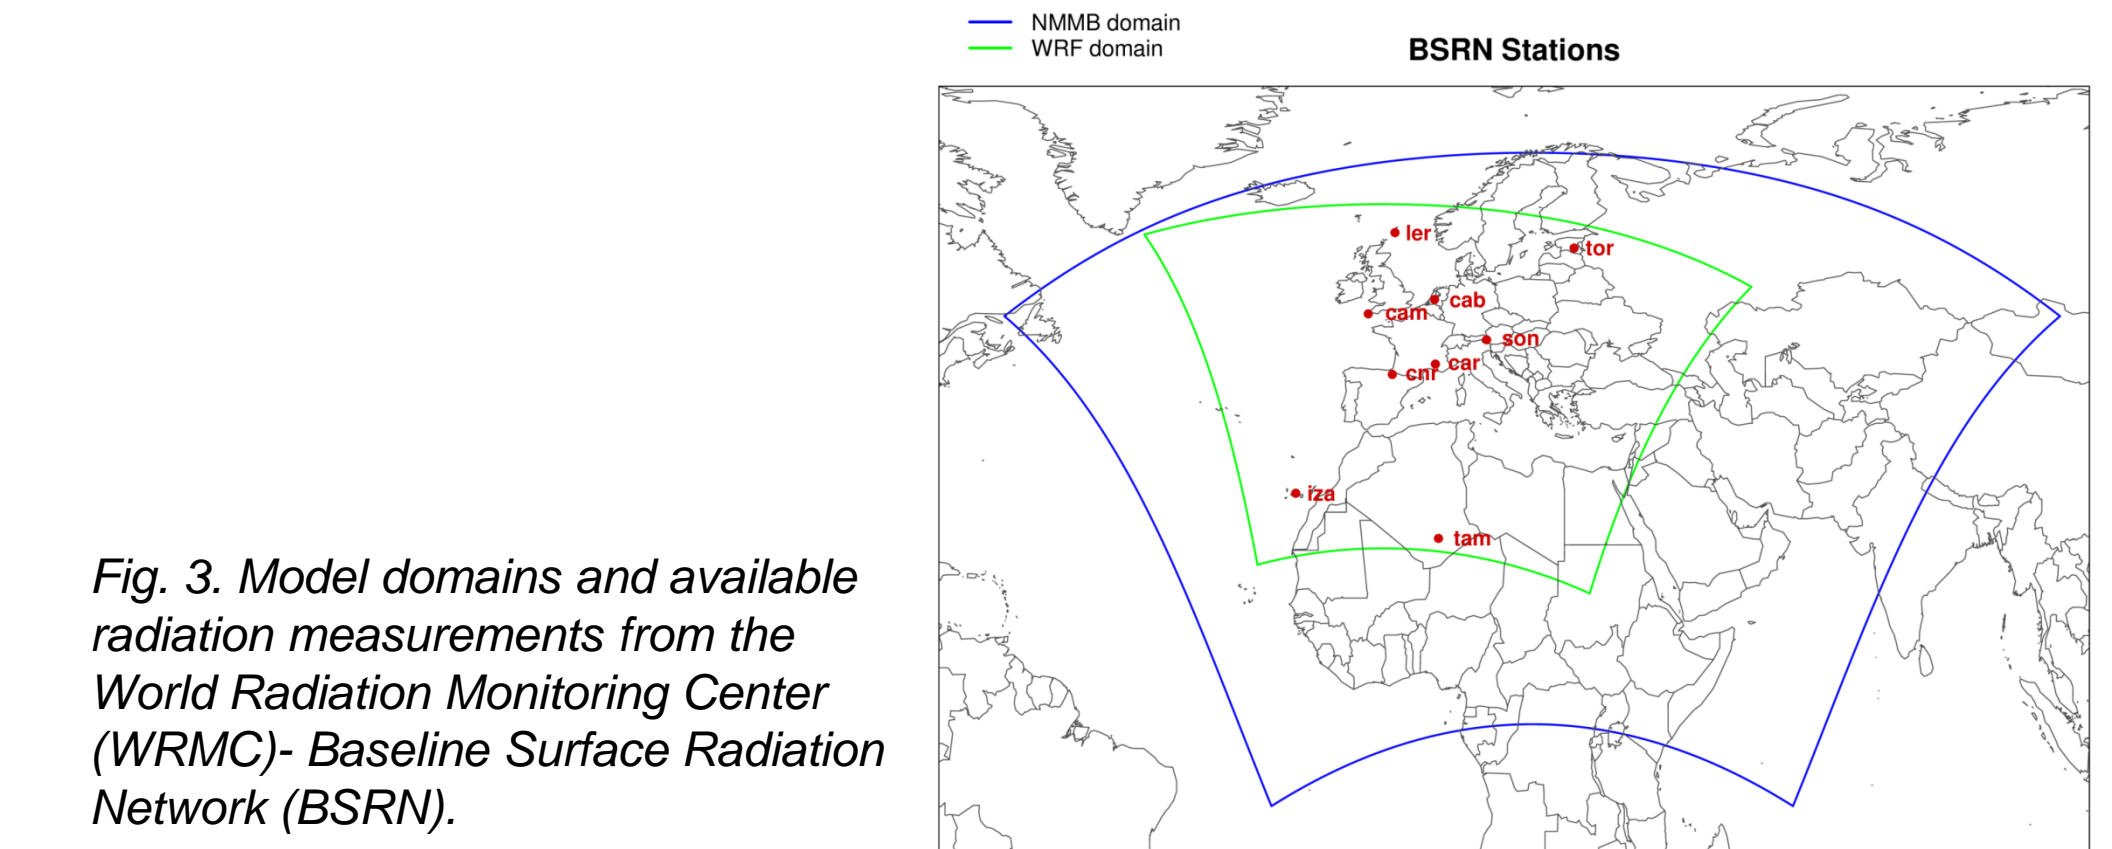 NMMB domain
WRF domain
BSRN Stations
ler
tor
cab
cam
son
car
cnr
iza
tam
Fig. 3. Model domains and available
radiation measurements from the
World Radiation Monitoring Center
(WRMC)- Baseline Surface Radiation
Network (BSRN).